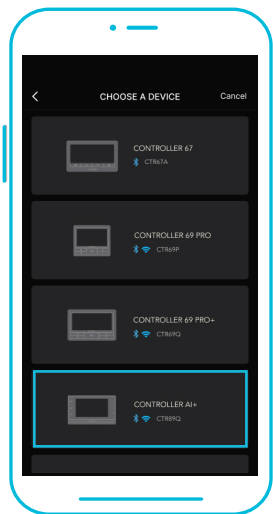 CHOOSE A DEVICE Cancel
CONTROLLER 67
CTR67A
CONTROLLER 69 PRO
CTR69P
CONTROLLER 69 PRO+
CTR69Q
CONTROLLER AI+
CTR89Q